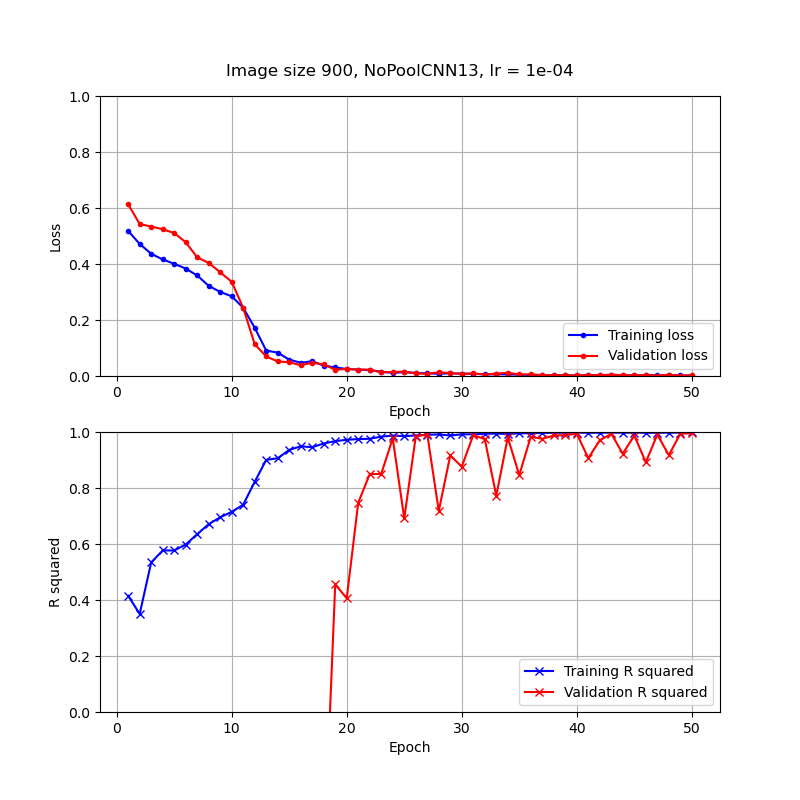 Image size 900, NoPoolCNN13, lr = 1e-04
1.0
0.8
0.6
0.4
0.2
0.0
Loss
Training loss
Validation loss
0 10 20 30 40 50
Epoch
1.0
0.8
0.6
0.4
0.2
0.0
R squared
Training R squared
Validation R squared
0 10 20 30 40 50
Epoch